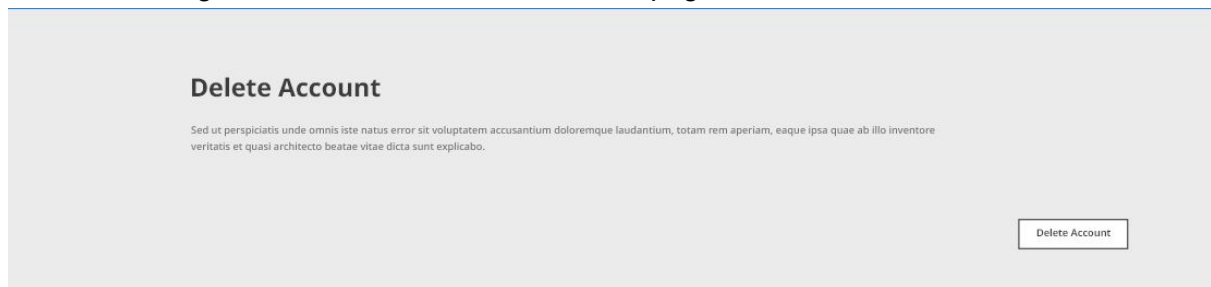 Delete Account
Sed ut perspiciatis unde omnis iste natus error sit voluptatem accusantium doloremque laudantium, totam rem aperiam, eaque ipsa quae ab illo inventore
veritatis et quasi architecto beatae vitae dicta sunt explicabo.
Delete Account